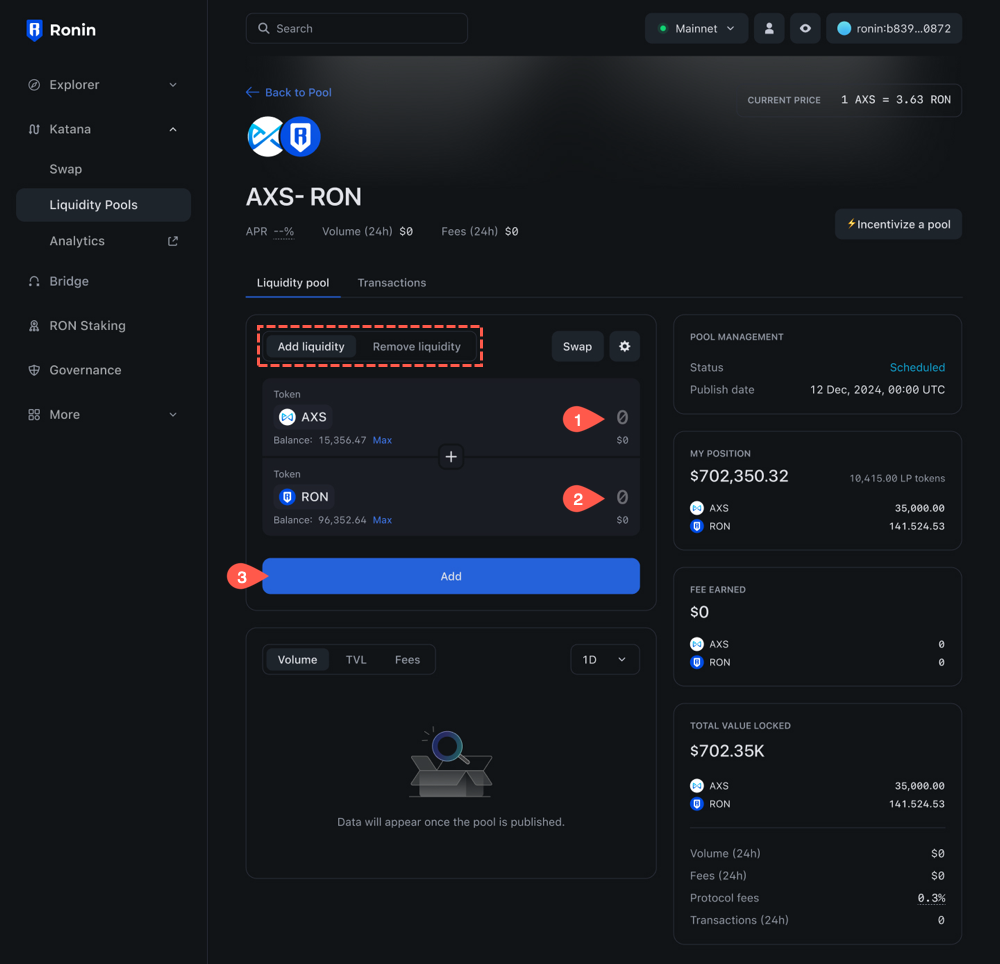 Ronin
Search
Mainnet
ronin:b839...0872
Explorer
Katana
Swap
Liquidity Pools
Analytics
Bridge
RON Staking
Governance
More
Back to Pool
CURRENT PRICE 1 AXS = 3.63 RON
AXS- RON
APR --% Volume (24h) $0 Fees (24h) $0
⚡Incentivize a pool
Liquidity pool Transactions
Add liquidity Remove liquidity Swap
Token
AXS 1 0
Balance: 15,356.47 Max $0
+
Token
RON 2 0
Balance: 96,352.64 Max $0
3 Add
Volume TVL Fees 1D
Data will appear once the pool is published.
POOL MANAGEMENT
Status Scheduled
Publish date 12 Dec, 2024, 00:00 UTC
MY POSITION
$702,350.32 10,415.00 LP tokens
AXS 35,000.00
RON 141.524.53
FEE EARNED
$0
AXS 0
RON 0
TOTAL VALUE LOCKED
$702.35K
AXS 35,000.00
RON 141.524.53
Volume (24h) $0
Fees (24h) $0
Protocol fees 0.3%
Transactions (24h) 0